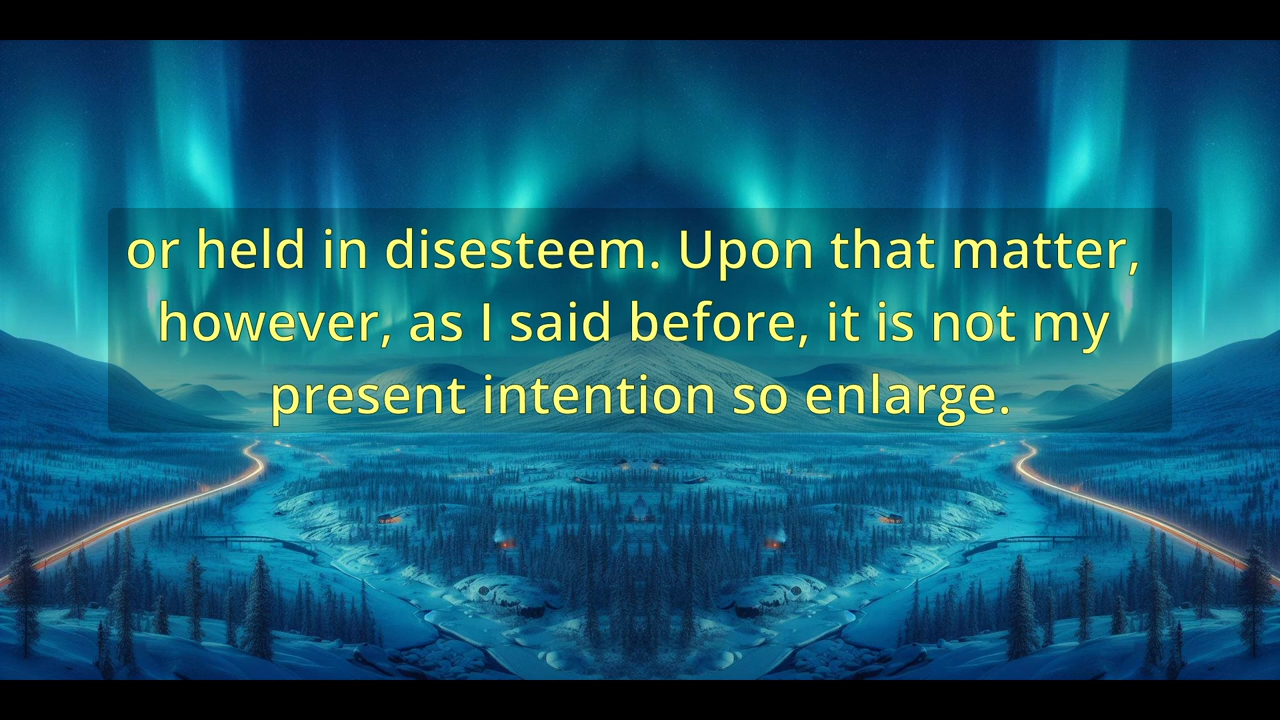 or held in disesteem. Upon that matter,
however, as I said before, it is not my
present intention so enlarge.